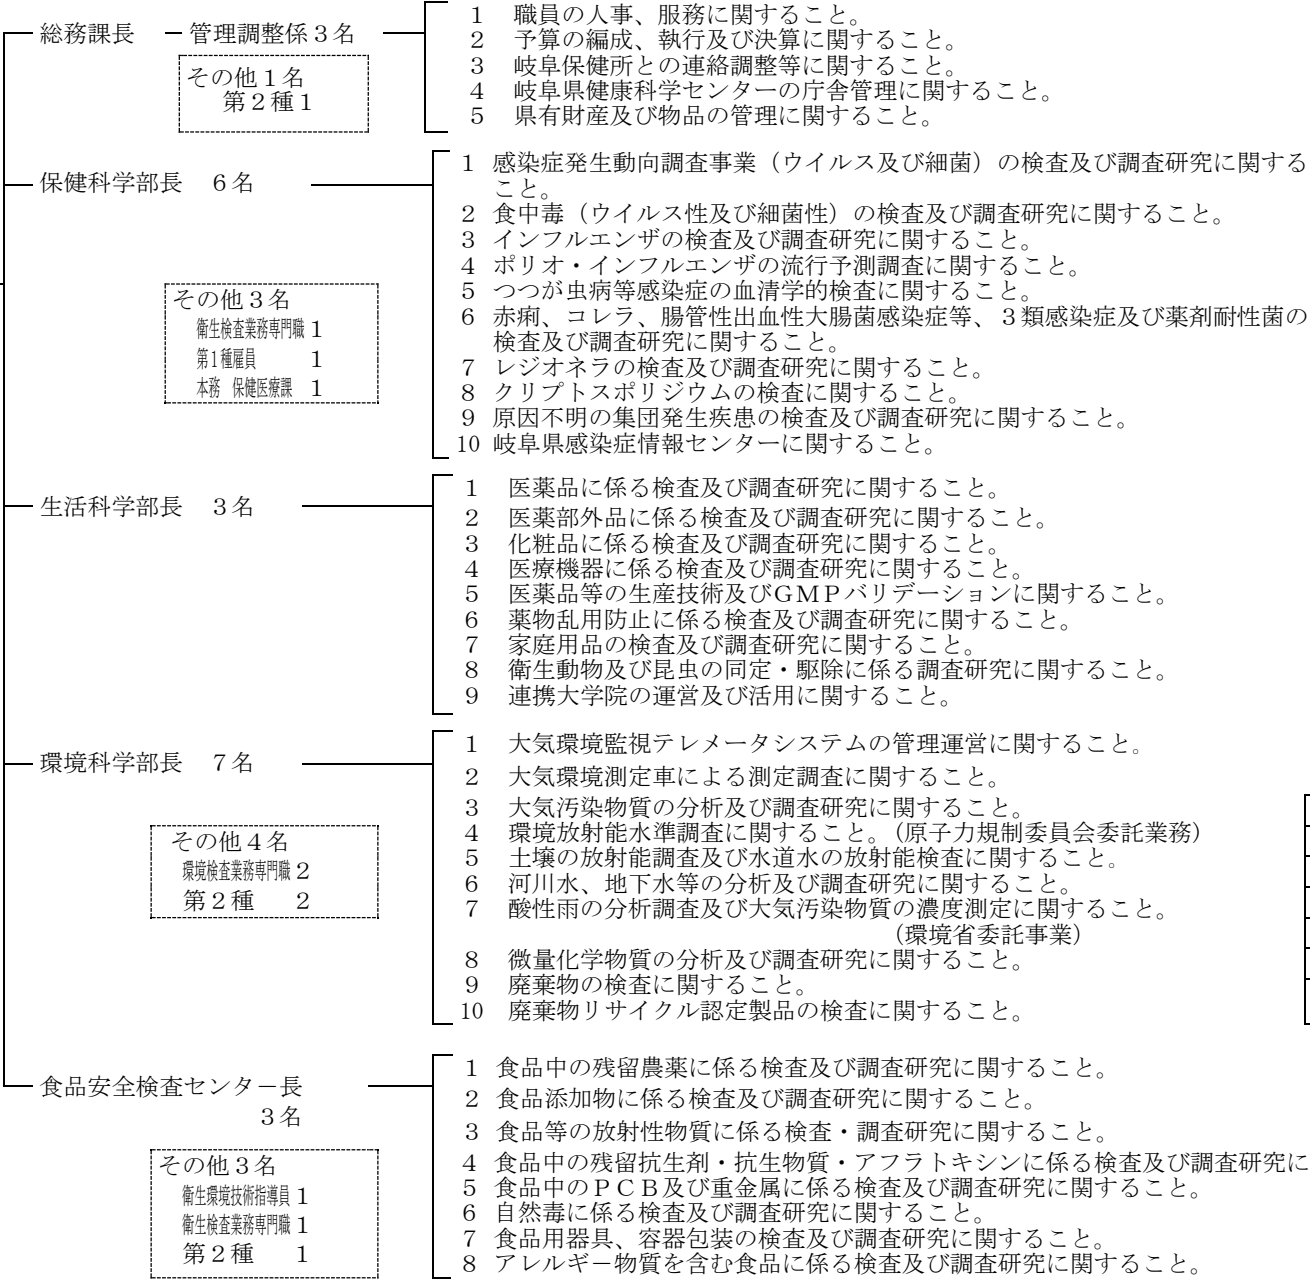 総務課長　管理調整係３名
その他１名
第２種１
1　職員の人事、服務に関すること。
2　予算の編成、執行及び決算に関すること。
3　岐阜保健所との連絡調整等に関すること。
4　岐阜県健康科学センターの庁舎管理に関すること。
5　県有財産及び物品の管理に関すること。
保健科学部長　６名
その他３名
衛生検査業務専門職 1
第1種雇員　1
本務　保健医療課　1
1 感染症発生動向調査事業（ウイルス及び細菌）の検査及び調査研究に関する
こと。
2 食中毒（ウイルス性及び細菌性）の検査及び調査研究に関すること。
3 インフルエンザの検査及び調査研究に関すること。
4 ポリオ・インフルエンザの流行予測調査に関すること。
5 つつが虫病等感染症の血清学的検査に関すること。
6 赤痢、コレラ、腸管性出血性大腸菌感染症等、３類感染症及び薬剤耐性菌の
検査及び調査研究に関すること。
7 レジオネラの検査及び調査研究に関すること。
8 クリプトスポリジウムの検査に関すること。
9 原因不明の集団発生疾患の検査及び調査研究に関すること。
10 岐阜県感染症情報センターに関すること。
生活科学部長　３名
1　医薬品に係る検査及び調査研究に関すること。
2　医薬部外品に係る検査及び調査研究に関すること。
3　化粧品に係る検査及び調査研究に関すること。
4　医療機器に係る検査及び調査研究に関すること。
5　医薬品等の生産技術及びＧＭＰバリデーションに関すること。
6　薬物乱用防止に係る検査及び調査研究に関すること。
7　家庭用品の検査及び調査研究に関すること。
8　衛生動物及び昆虫の同定・駆除に係る調査研究に関すること。
9　連携大学院の運営及び活用に関すること。
環境科学部長　７名
その他４名
環境検査業務専門職 2
第２種　2
1　大気環境監視テレメータシステムの管理運営に関すること。
2　大気環境測定車による測定調査に関すること。
3　大気汚染物質の分析及び調査研究に関すること。
4　環境放射能水準調査に関すること。（原子力規制委員会委託業務）
5　土壌の放射能調査及び水道水の放射能検査に関すること。
6　河川水、地下水等の分析及び調査研究に関すること。
7　酸性雨の分析調査及び大気汚染物質の濃度測定に関すること。
（環境省委託事業）
8　微量化学物質の分析及び調査研究に関すること。
9　廃棄物の検査に関すること。
10　廃棄物リサイクル認定製品の検査に関すること。
食品安全検査センター長
３名
その他３名
衛生環境技術指導員 1
衛生検査業務専門職 1
第２種　1
1 食品中の残留農薬に係る検査及び調査研究に関すること。
2 食品添加物に係る検査及び調査研究に関すること。
3 食品等の放射性物質に係る検査・調査研究に関すること。
4 食品中の残留抗生剤・抗生物質・アフラトキシンに係る検査及び調査研究に
5 食品中のＰＣＢ及び重金属に係る検査及び調査研究に関すること。
6 自然毒に係る検査及び調査研究に関すること。
7 食品用器具、容器包装の検査及び調査研究に関すること。
8 アレルギー物質を含む食品に係る検査及び調査研究に関すること。